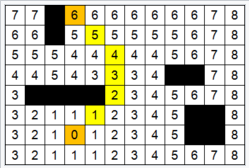 7 7 6 6 6 6 6 6 6 7 8
6 6 5 5 5 5 5 5 6 7 8
5 5 5 4 4 4 4 4 5 6 7 8
4 4 5 4 3 3 3 4 7 8
3 2 3 4 5 6 7 8
3 2 1 1 1 2 3 4 5 8
3 2 1 0 1 2 3 4 5 8
3 2 1 1 1 2 3 4 5 6 7 8